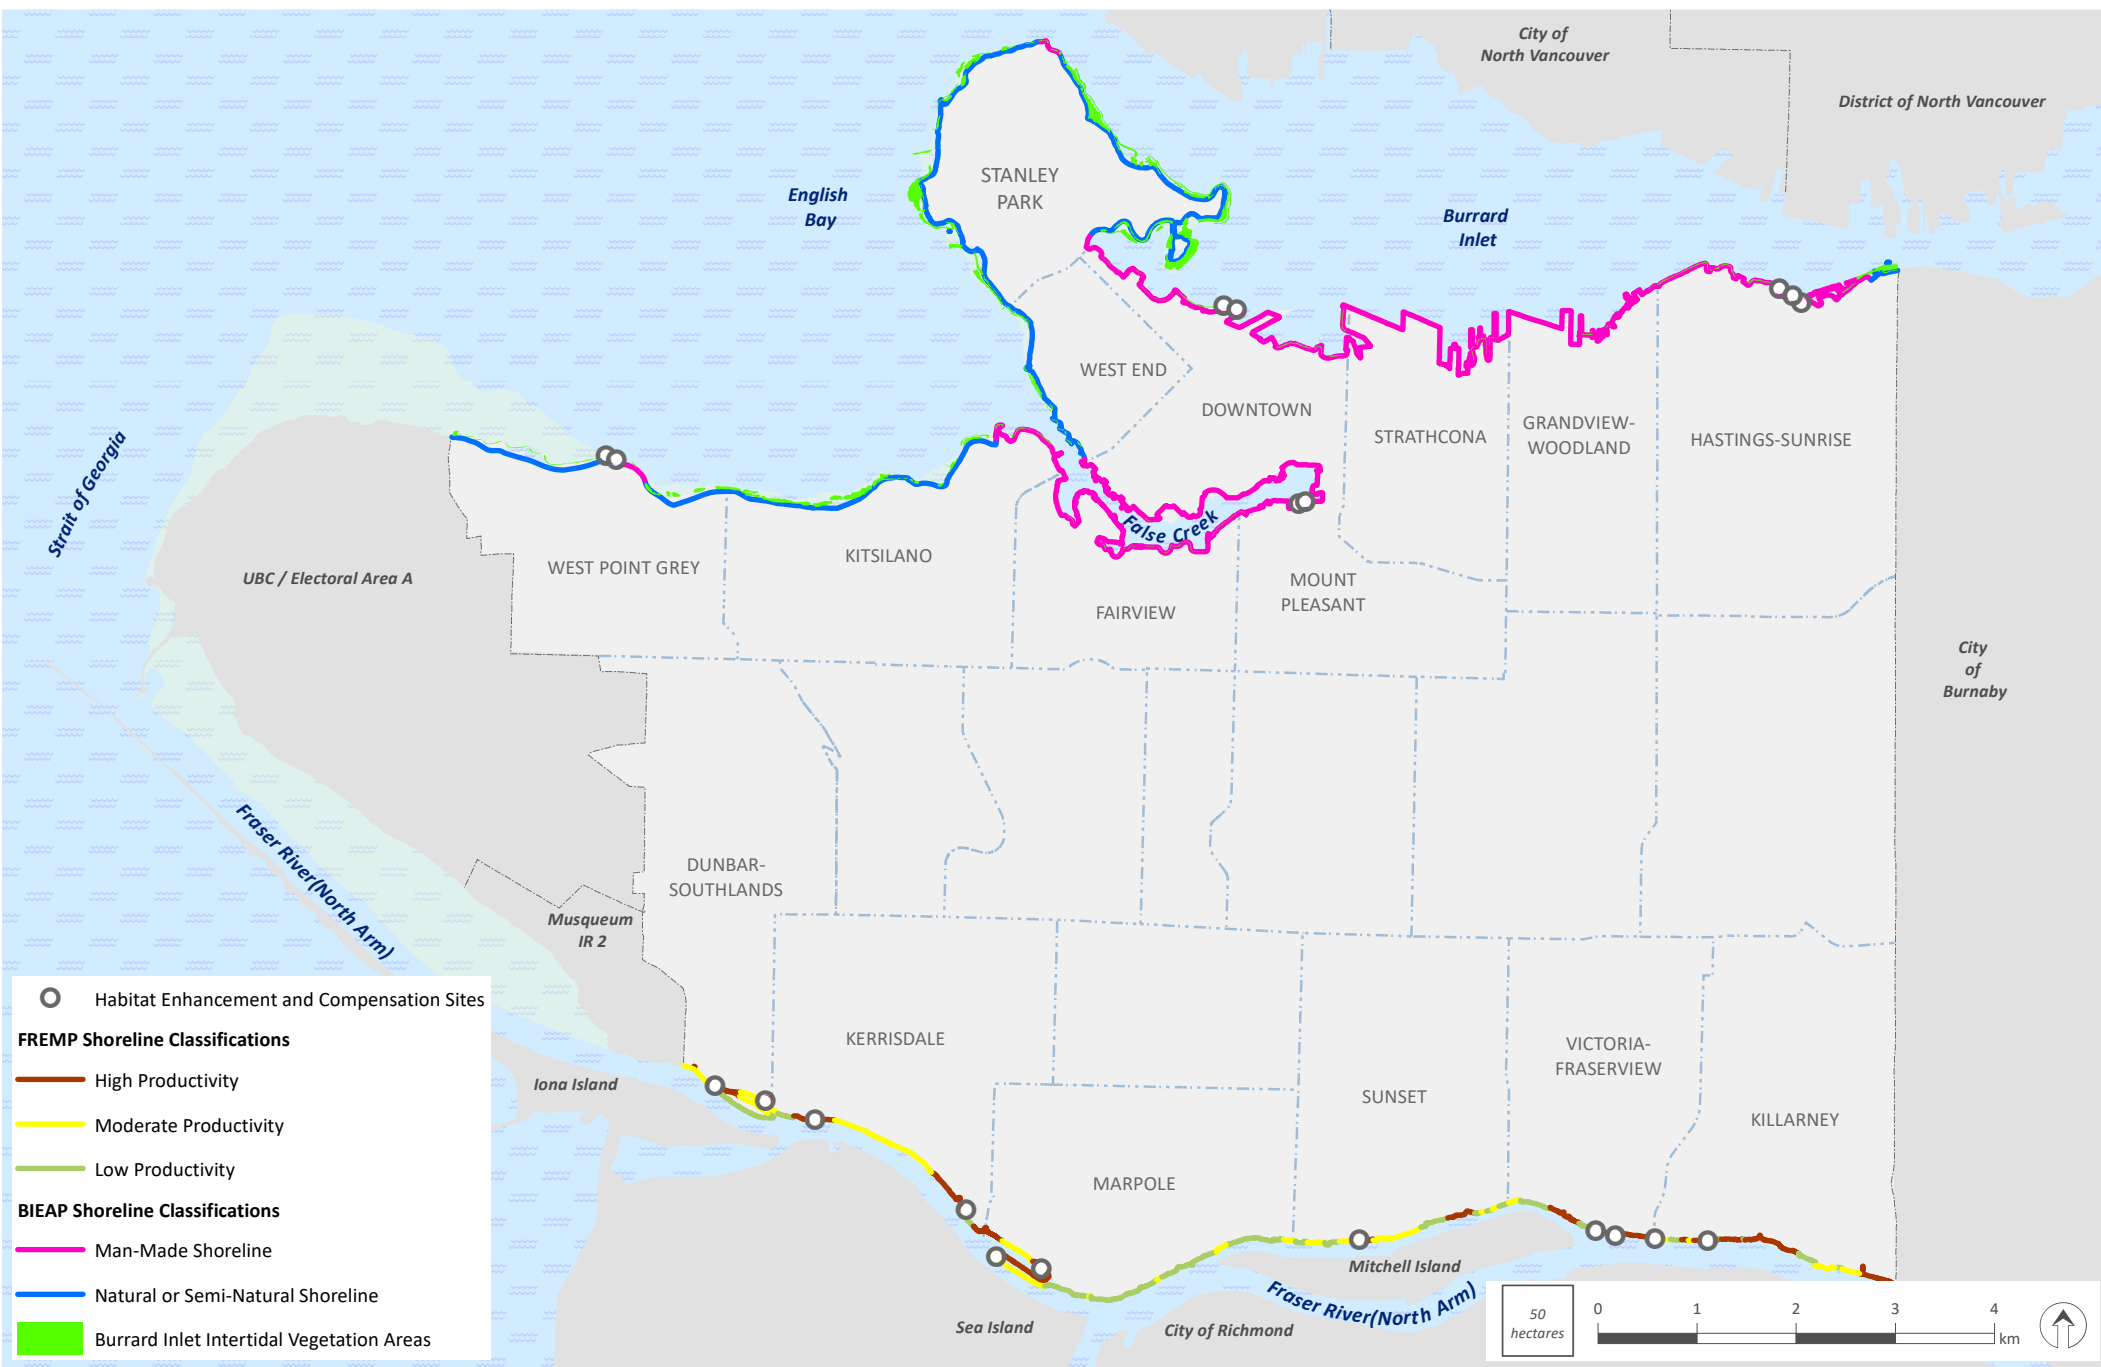 City of
North Vancouver
District of North Vancouver
STANLEY
PARK
English
Bay
Burrard
Inlet
WEST END
DOWNTOWN
STRATHCONA
GRANDVIEW-
WOODLAND
HASTINGS-SUNRISE
Strait of Georgia
False Creek
UBC / Electoral Area A
WEST POINT GREY
KITSILANO
FAIRVIEW
MOUNT
PLEASANT
City
of
Burnaby
Fraser River(North Arm)
DUNBAR-
SOUTHLANDS
Musqueum
IR 2
KERRISDALE
VICTORIA-
FRASERVIEW
Iona Island
SUNSET
KILLARNEY
MARPOLE
Mitchell Island
Fraser River(North Arm)
Sea Island
City of Richmond
Habitat Enhancement and Compensation Sites
FREMP Shoreline Classifications
High Productivity
Moderate Productivity
Low Productivity
BIEAP Shoreline Classifications
Man-Made Shoreline
Natural or Semi-Natural Shoreline
Burrard Inlet Intertidal Vegetation Areas
50
hectares
0 1 2 3 4
km